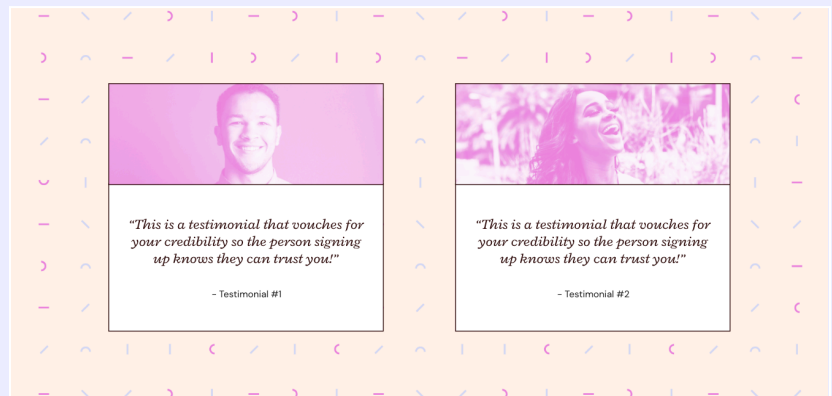 “This is a testimonial that vouches for
your credibility so the person signing
up knows they can trust you!”
– Testimonial #1
“This is a testimonial that vouches for
your credibility so the person signing
up knows they can trust you!”
– Testimonial #2